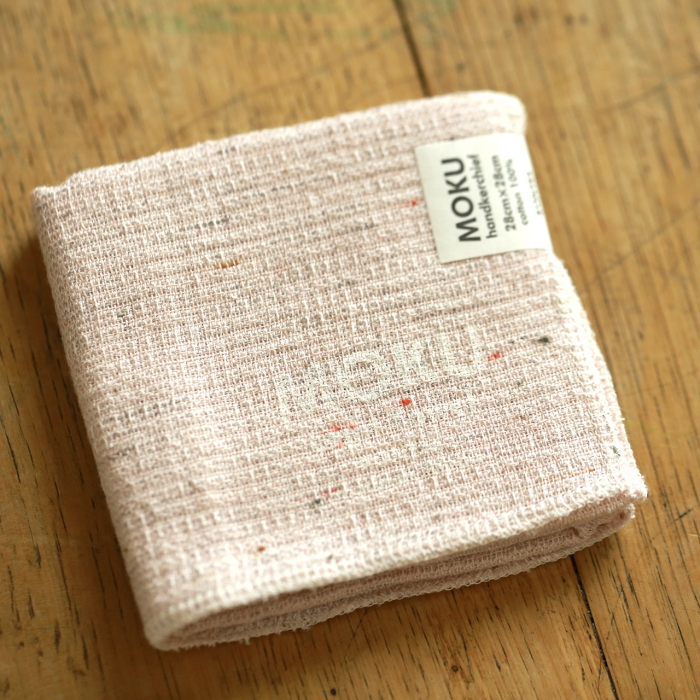 MOKU
handkerchief
28cm×28cm
cotton 100%
MOKU